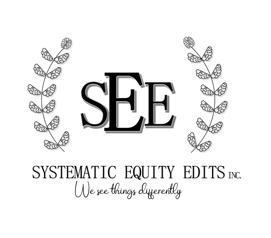 SEE
SYSTEMATIC EQUITY EDITS INC.
We see things differently